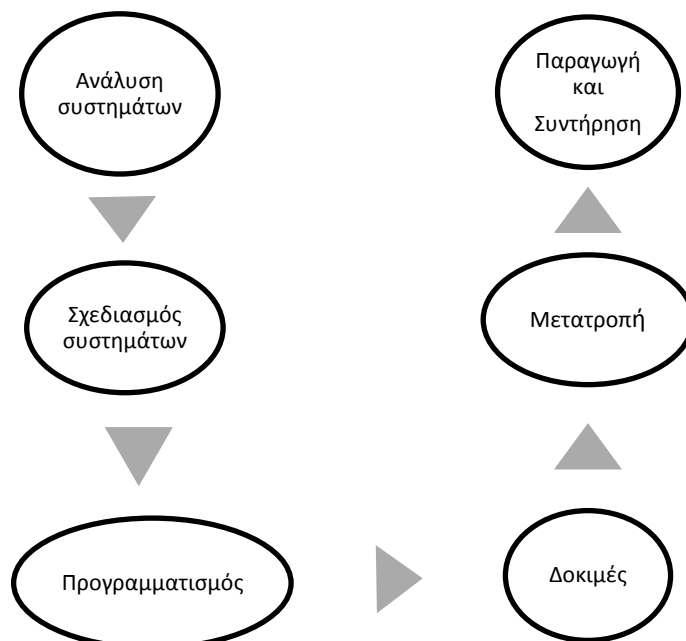 Ανάλυση
συστημάτων
Σχεδιασμός
συστημάτων
Προγραμματισμός
Δοκιμές
Μετατροπή
Παραγωγή
και
Συντήρηση